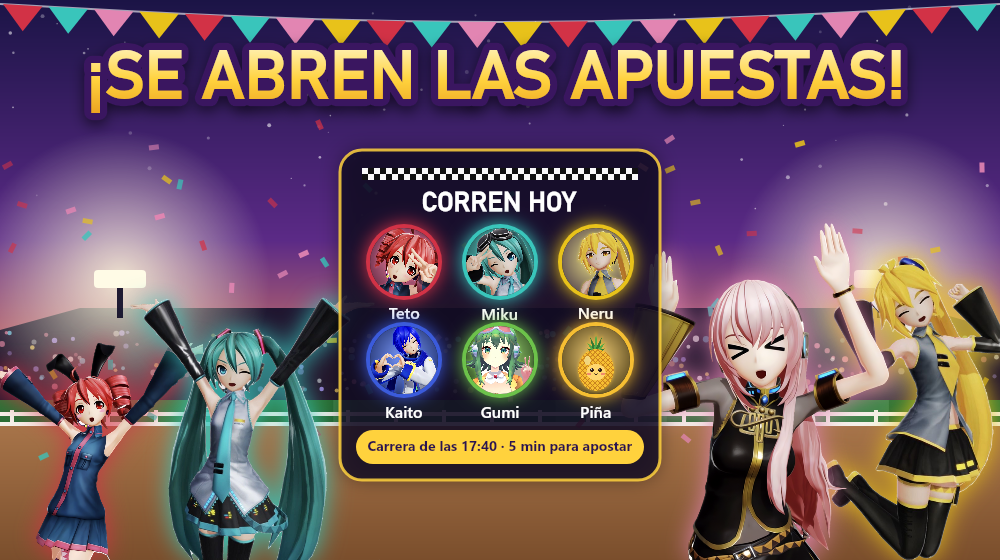 ¡SE ABREN LAS APUESTAS!
CORREN HOY
Teto Miku Neru
Kaito Gumi Piña
Carrera de las 17:40 · 5 min para apostar